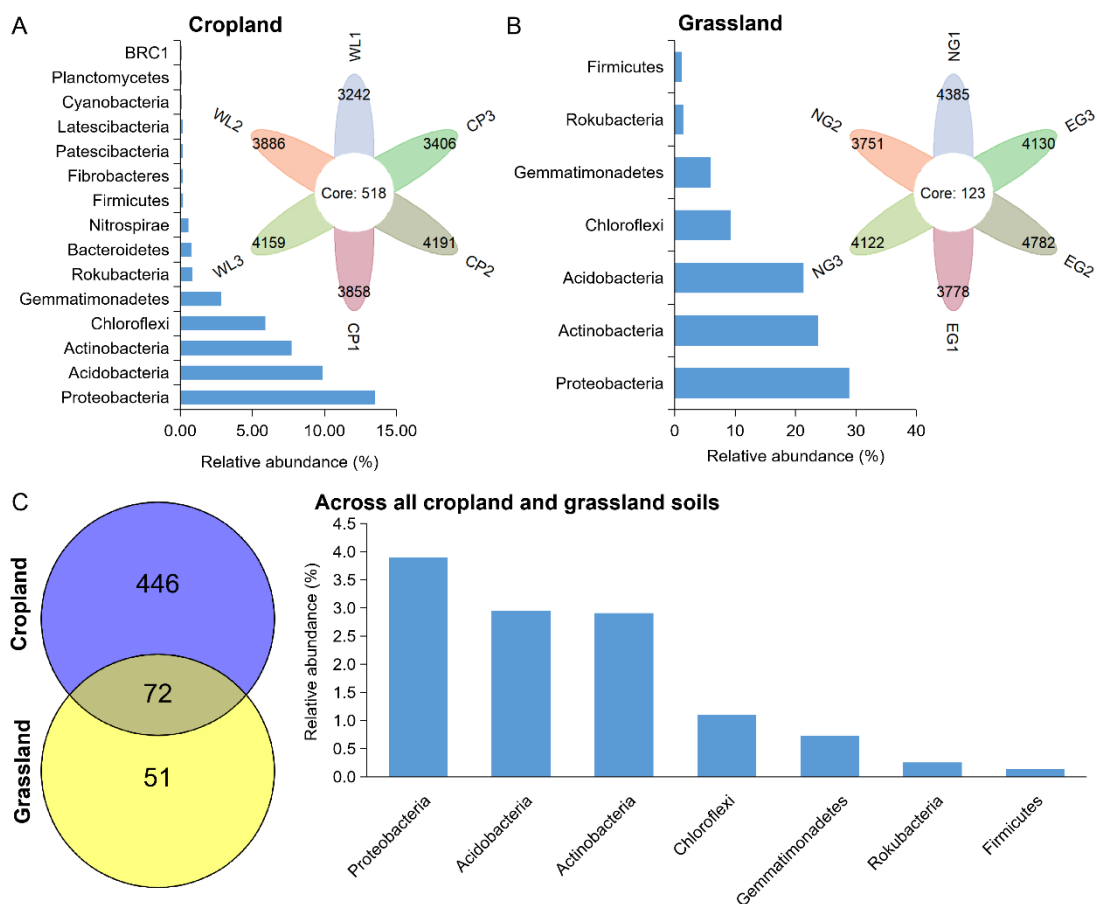 A
Cropland
BRC1
Planctomycetes
Cyanobacteria
Latescibacteria
Patescibacteria
Fibrobacteres
Firmicutes
Nitrospirae
Bacteroidetes
Rokubacteria
Gemmatimonadetes
Chloroflexi
Actinobacteria
Acidobacteria
Proteobacteria
0.00 5.00 10.00 15.00
Relative abundance (%)
WL1
3242
CP3
3406
CP2
4191
CP1
3858
WL3
4159
WL2
3886
Core: 518
B
Grassland
Firmicutes
Rokubacteria
Gemmatimonadetes
Chloroflexi
Acidobacteria
Actinobacteria
Proteobacteria
0 10 20 30 40
Relative abundance (%)
NG1
4385
EG3
4130
EG2
4782
EG1
3778
NG3
4122
NG2
3751
Core: 123
C
Cropland
446
72
Grassland
51
Across all cropland and grassland soils
Relative abundance (%)
4.5
4.0
3.5
3.0
2.5
2.0
1.5
1.0
0.5
0.0
Proteobacteria
Acidobacteria
Actinobacteria
Chloroflexi
Gemmatimonadetes
Rokubacteria
Firmicutes